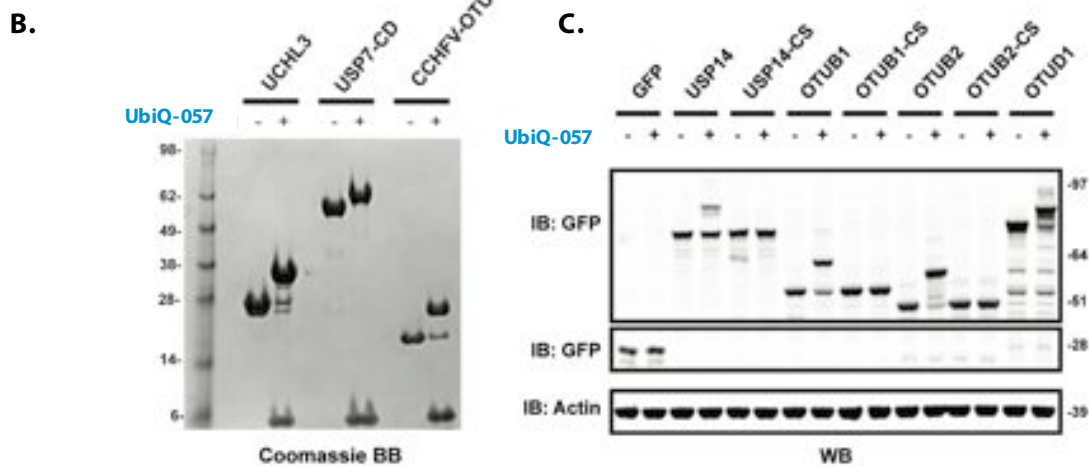 B.
UCHL3
USP7-CD
CCHFV-OTU
UbiQ-057
- + - + - +
98-
62-
49-
38-
28-
14-
6-
Coomassie BB
C.
GFP
USP14
USP14-CS
OTUB1
OTUB1-CS
OTUB2
OTUB2-CS
OTUD1
UbiQ-057
- + - + - + - + - + - + - + - +
IB: GFP
-97
-64
-51
IB: GFP
-28
IB: Actin
-39
WB